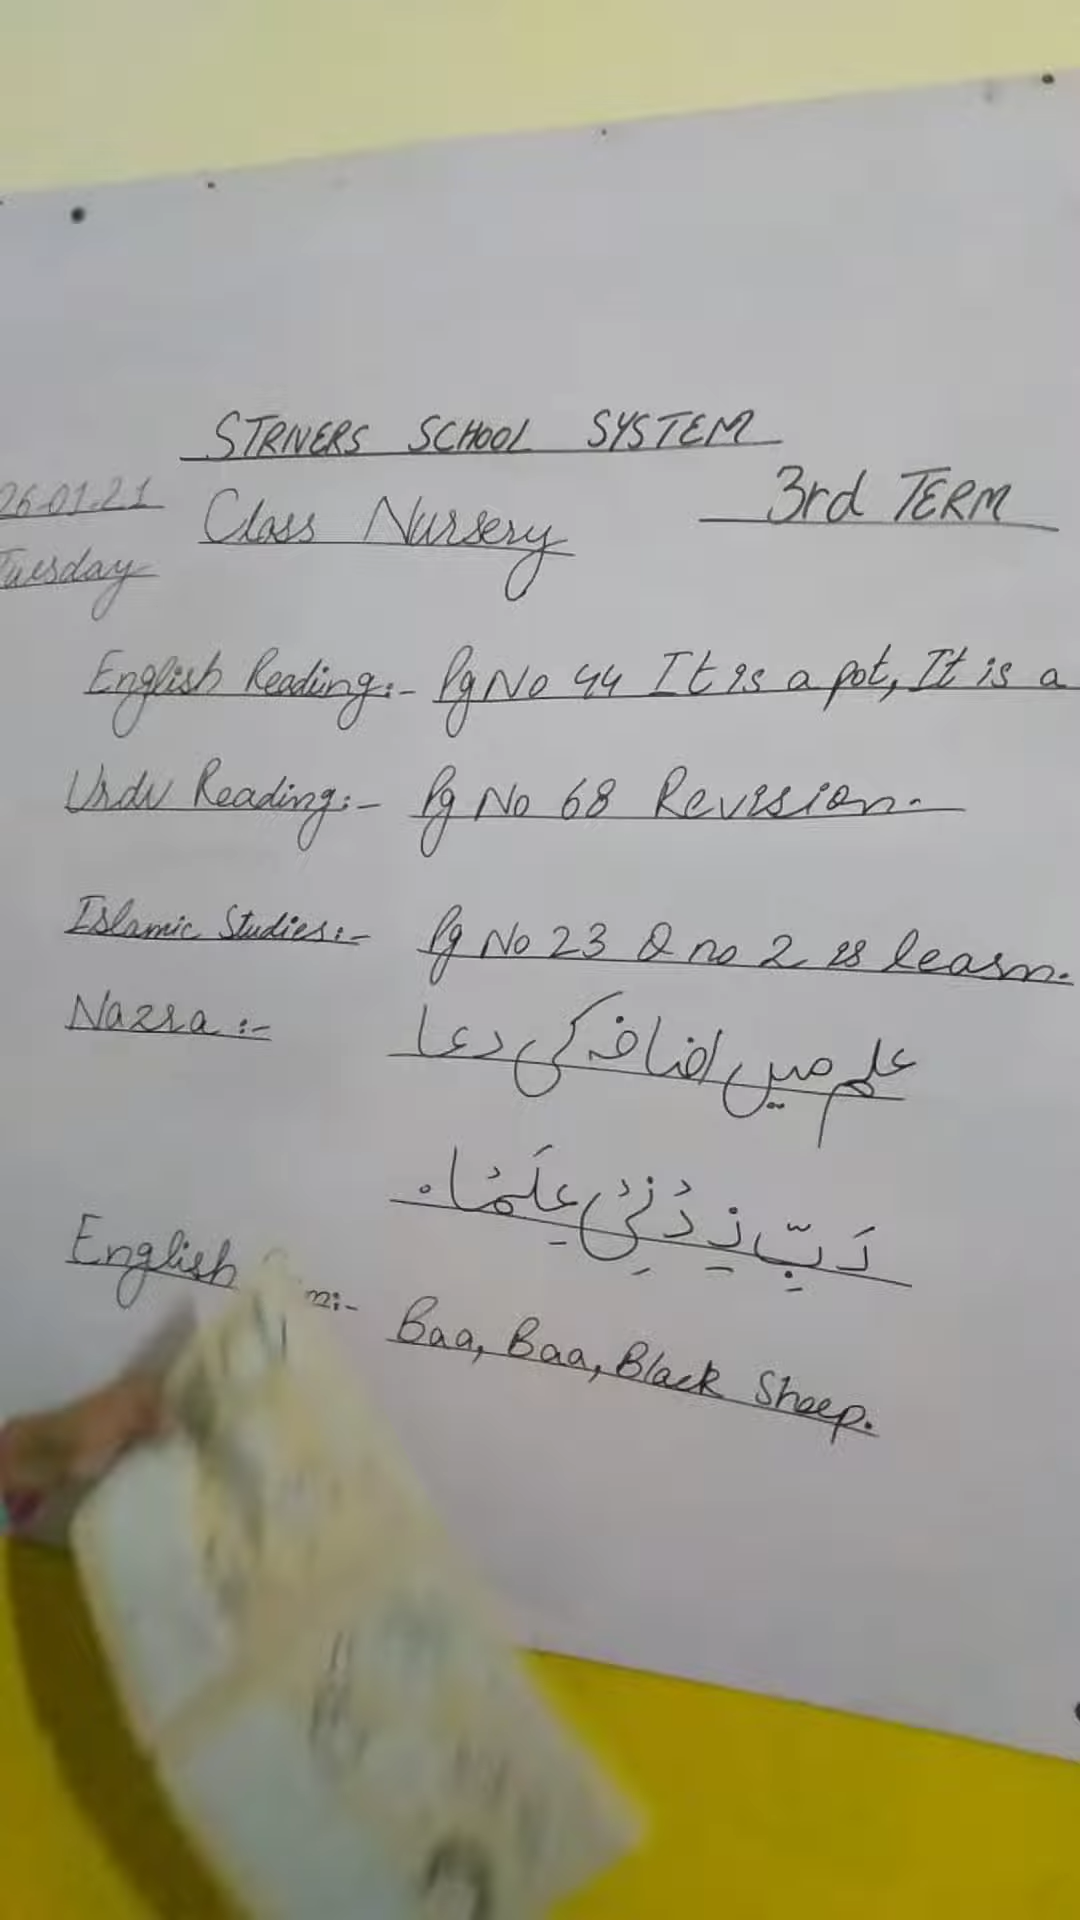 STRIVERS SCHOOL SYSTEM
26-01-21 Class Nursery 3rd TERM
Tuesday
English Reading:- Pg No 44 It is a pot, It is a
Urdu Reading:- Pg No 68 Revision.
Islamic Studies:- Pg No 23 Q no 2 is learn.
Nazra:- علم میں اضافہ کی دعا
رَبِّ زِدْنِیْ عِلْمًا۔
English Baa, Baa, Black Sheep.